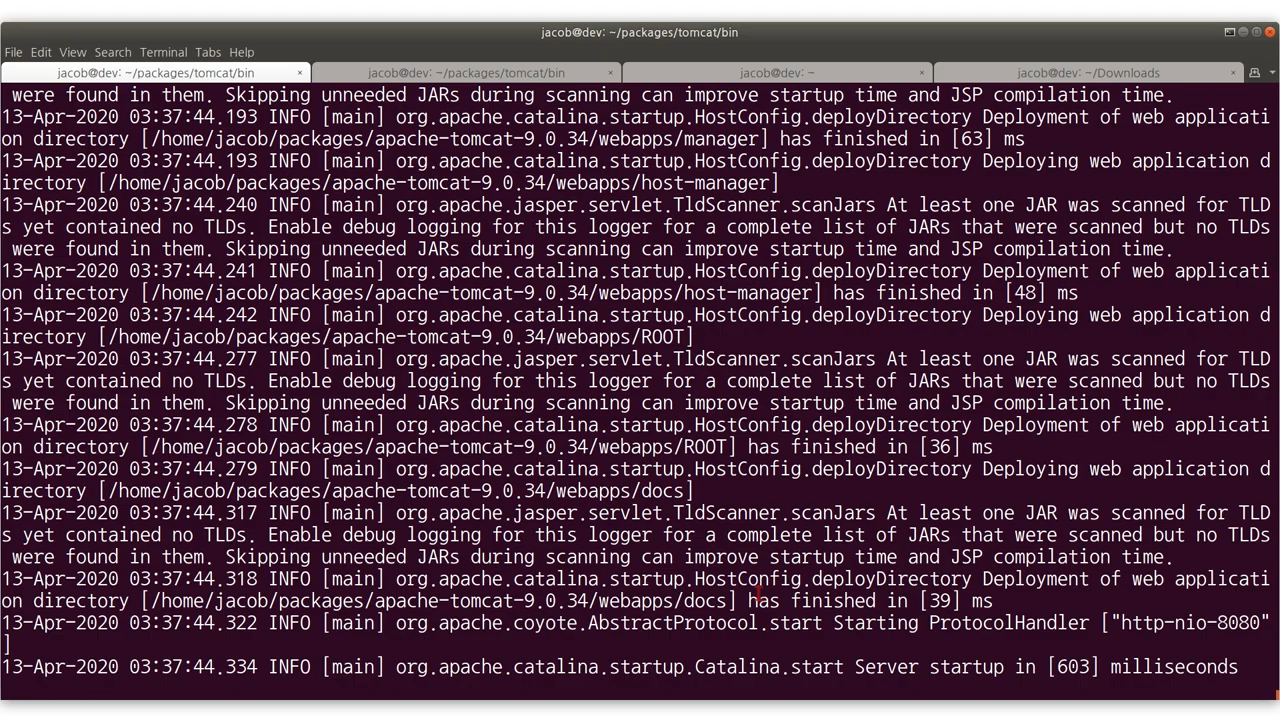 jacob@dev: ~/packages/tomcat/bin
File Edit View Search Terminal Tabs Help
jacob@dev: ~/packages/tomcat/bin × jacob@dev: ~/packages/tomcat/bin × jacob@dev: ~ × jacob@dev: ~/Downloads ×
were found in them. Skipping unneeded JARs during scanning can improve startup time and JSP compilation time.
13-Apr-2020 03:37:44.193 INFO [main] org.apache.catalina.startup.HostConfig.deployDirectory Deployment of web applicati
on directory [/home/jacob/packages/apache-tomcat-9.0.34/webapps/manager] has finished in [63] ms
13-Apr-2020 03:37:44.193 INFO [main] org.apache.catalina.startup.HostConfig.deployDirectory Deploying web application d
irectory [/home/jacob/packages/apache-tomcat-9.0.34/webapps/host-manager]
13-Apr-2020 03:37:44.240 INFO [main] org.apache.jasper.servlet.TldScanner.scanJars At least one JAR was scanned for TLD
s yet contained no TLDs. Enable debug logging for this logger for a complete list of JARs that were scanned but no TLDs
were found in them. Skipping unneeded JARs during scanning can improve startup time and JSP compilation time.
13-Apr-2020 03:37:44.241 INFO [main] org.apache.catalina.startup.HostConfig.deployDirectory Deployment of web applicati
on directory [/home/jacob/packages/apache-tomcat-9.0.34/webapps/host-manager] has finished in [48] ms
13-Apr-2020 03:37:44.242 INFO [main] org.apache.catalina.startup.HostConfig.deployDirectory Deploying web application d
irectory [/home/jacob/packages/apache-tomcat-9.0.34/webapps/ROOT]
13-Apr-2020 03:37:44.277 INFO [main] org.apache.jasper.servlet.TldScanner.scanJars At least one JAR was scanned for TLD
s yet contained no TLDs. Enable debug logging for this logger for a complete list of JARs that were scanned but no TLDs
were found in them. Skipping unneeded JARs during scanning can improve startup time and JSP compilation time.
13-Apr-2020 03:37:44.278 INFO [main] org.apache.catalina.startup.HostConfig.deployDirectory Deployment of web applicati
on directory [/home/jacob/packages/apache-tomcat-9.0.34/webapps/ROOT] has finished in [36] ms
13-Apr-2020 03:37:44.279 INFO [main] org.apache.catalina.startup.HostConfig.deployDirectory Deploying web application d
irectory [/home/jacob/packages/apache-tomcat-9.0.34/webapps/docs]
13-Apr-2020 03:37:44.317 INFO [main] org.apache.jasper.servlet.TldScanner.scanJars At least one JAR was scanned for TLD
s yet contained no TLDs. Enable debug logging for this logger for a complete list of JARs that were scanned but no TLDs
were found in them. Skipping unneeded JARs during scanning can improve startup time and JSP compilation time.
13-Apr-2020 03:37:44.318 INFO [main] org.apache.catalina.startup.HostConfig.deployDirectory Deployment of web applicati
on directory [/home/jacob/packages/apache-tomcat-9.0.34/webapps/docs] has finished in [39] ms
13-Apr-2020 03:37:44.322 INFO [main] org.apache.coyote.AbstractProtocol.start Starting ProtocolHandler ["http-nio-8080"
]
13-Apr-2020 03:37:44.334 INFO [main] org.apache.catalina.startup.Catalina.start Server startup in [603] milliseconds